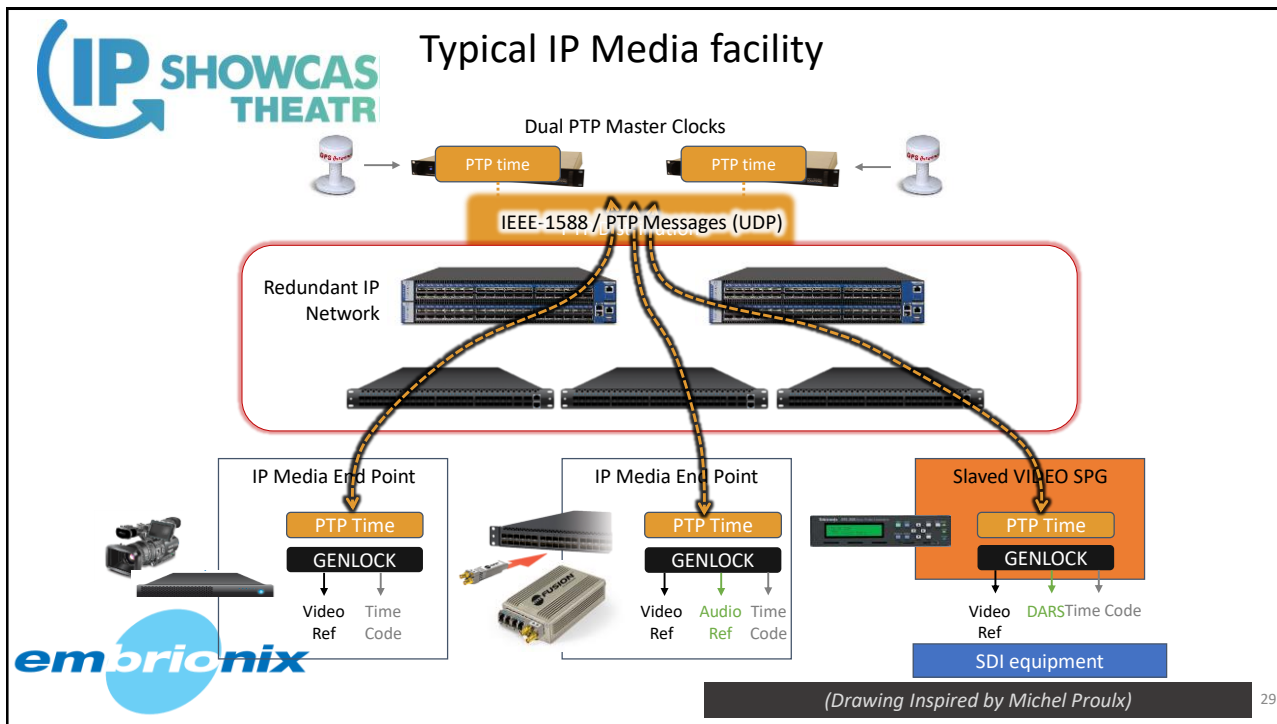 IP SHOWCAS
THEATR
Typical IP Media facility
Dual PTP Master Clocks
PTP time
PTP time
IEEE-1588 / PTP Messages (UDP)
Redundant IP
Network
IP Media End Point
PTP Time
GENLOCK
Video
Ref
Time
Code
IP Media End Point
PTP Time
GENLOCK
Video
Ref
Audio
Ref
Time
Code
FUSION
Slaved VIDEO SPG
PTP Time
GENLOCK
Video
Ref
DARS
Time Code
SDI equipment
embrionix
(Drawing Inspired by Michel Proulx)
29